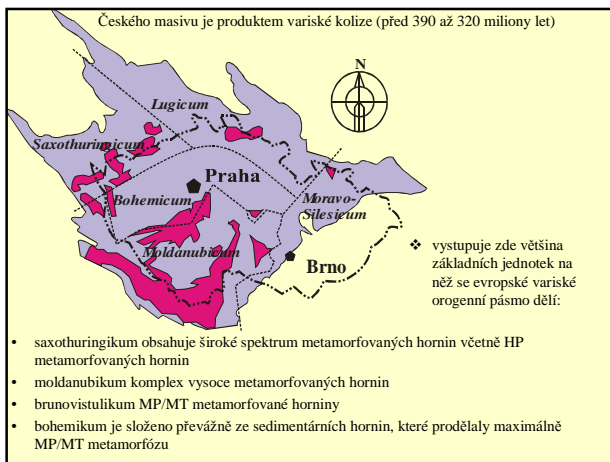 Českého masivu je produktem variské kolize (před 390 až 320 miliony let)
N
Lugicum
Saxothuringicum
Praha
Bohemicum
Moravo-
Silesicum
Moldanubicum
Brno
❖ vystupuje zde většina
základních jednotek na
něž se evropské variské
orogenní pásmo dělí:
• saxothuringikum obsahuje široké spektrum metamorfovaných hornin včetně HP
metamorfovaných hornin
• moldanubikum komplex vysoce metamorfovaných hornin
• brunovistulikum MP/MT metamorfované horniny
• bohemikum je složeno převážně ze sedimentárních hornin, které prodělaly maximálně
MP/MT metamorfózu